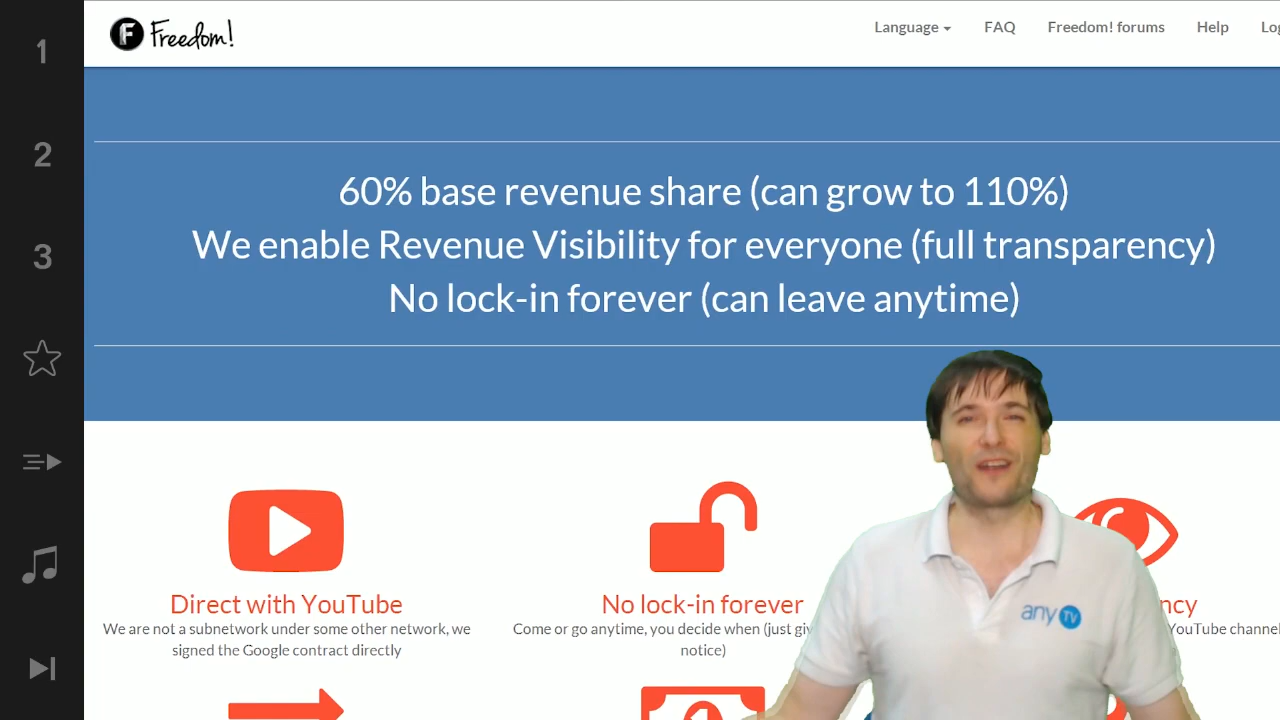 1
2
3
Freedom!
Language
FAQ
Freedom! forums
Help
60% base revenue share (can grow to 110%)
We enable Revenue Visibility for everyone (full transparency)
No lock-in forever (can leave anytime)
Direct with YouTube
We are not a subnetwork under some other network, we
signed the Google contract directly
No lock-in forever
Come or go anytime, you decide when (just
notice)
YouTube
any TV